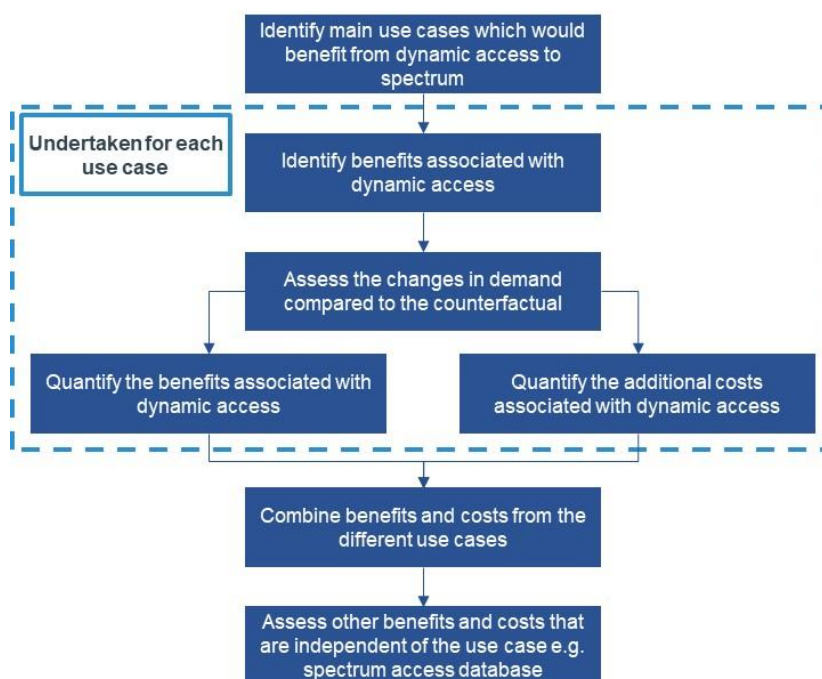 Identify main use cases which would
benefit from dynamic access to
spectrum
Undertaken for each
use case
Identify benefits associated with
dynamic access
Assess the changes in demand
compared to the counterfactual
Quantify the benefits associated with
dynamic access
Quantify the additional costs
associated with dynamic access
Combine benefits and costs from the
different use cases
Assess other benefits and costs that
are independent of the use case e.g.
spectrum access database